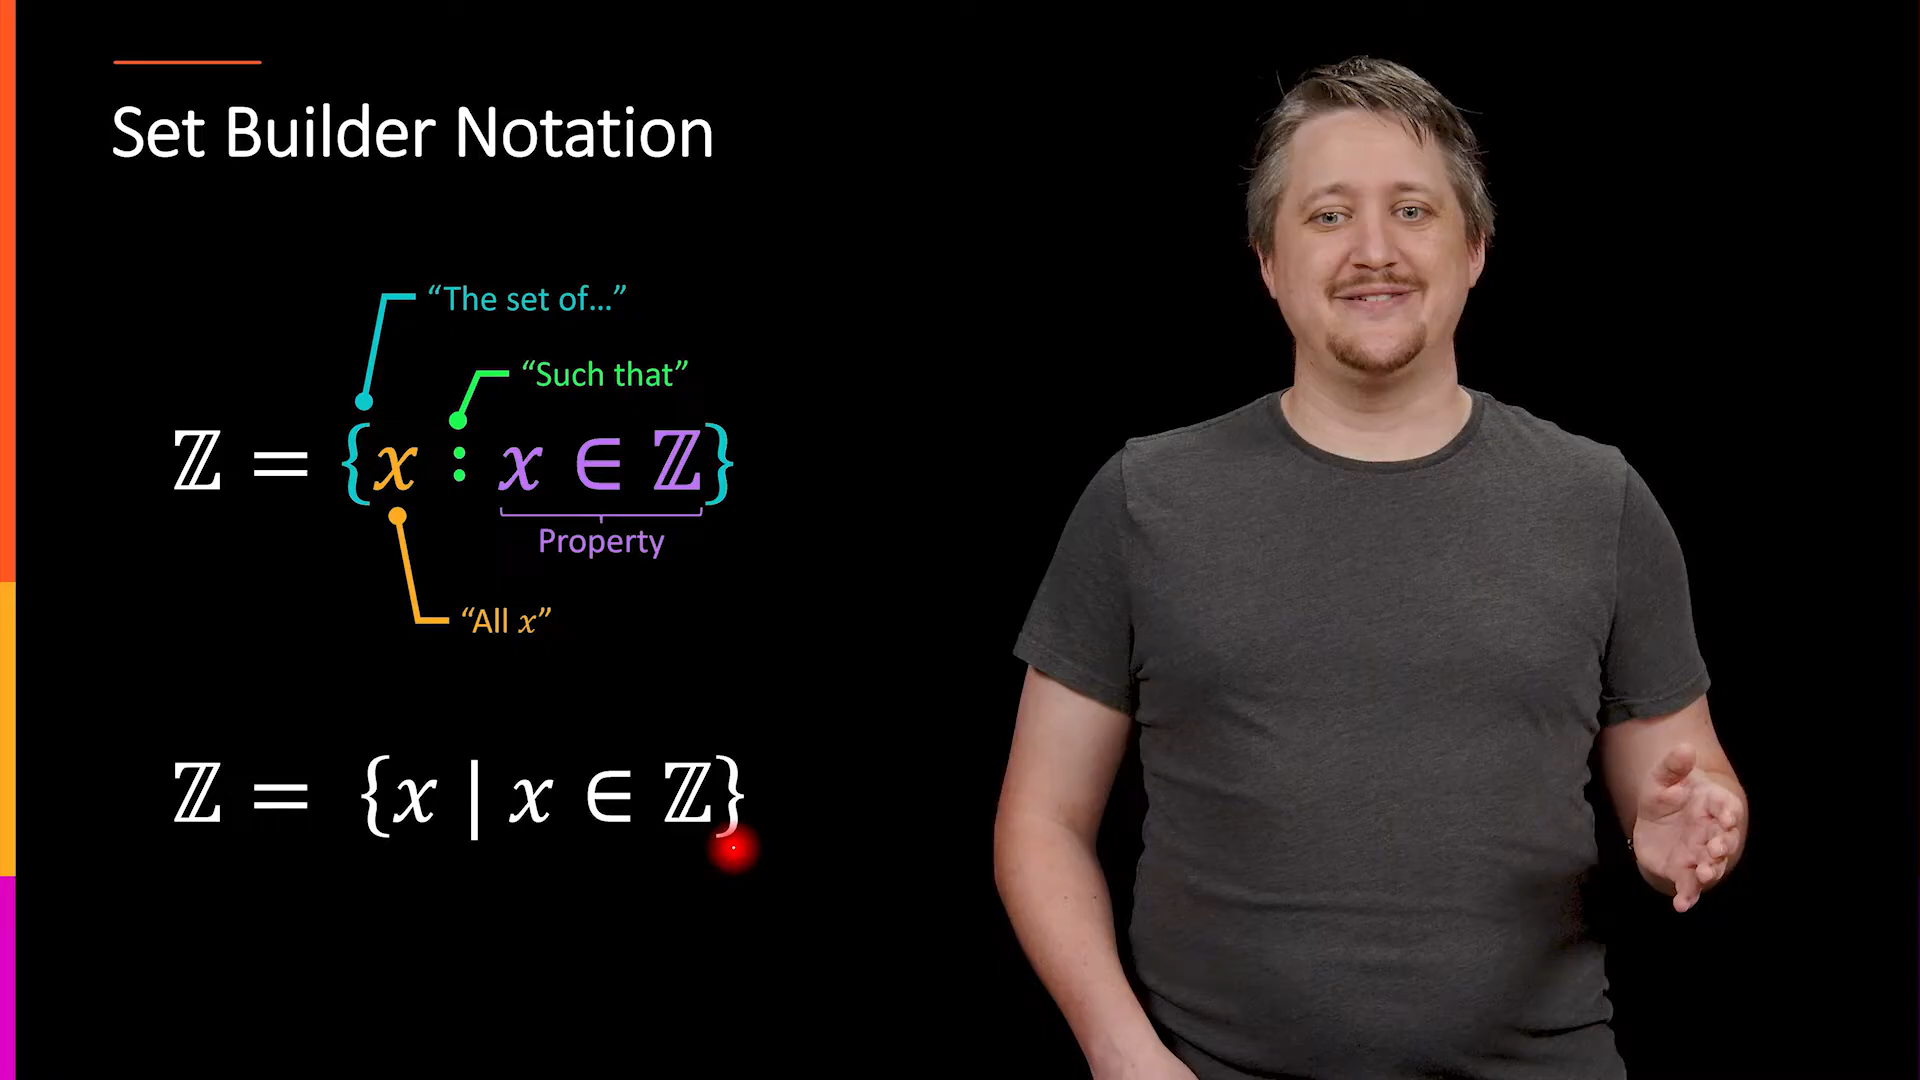 Set Builder Notation
“The set of...”
“Such that”
ℤ = {x : x ∈ ℤ}
Property
“All x”
ℤ = {x | x ∈ ℤ}